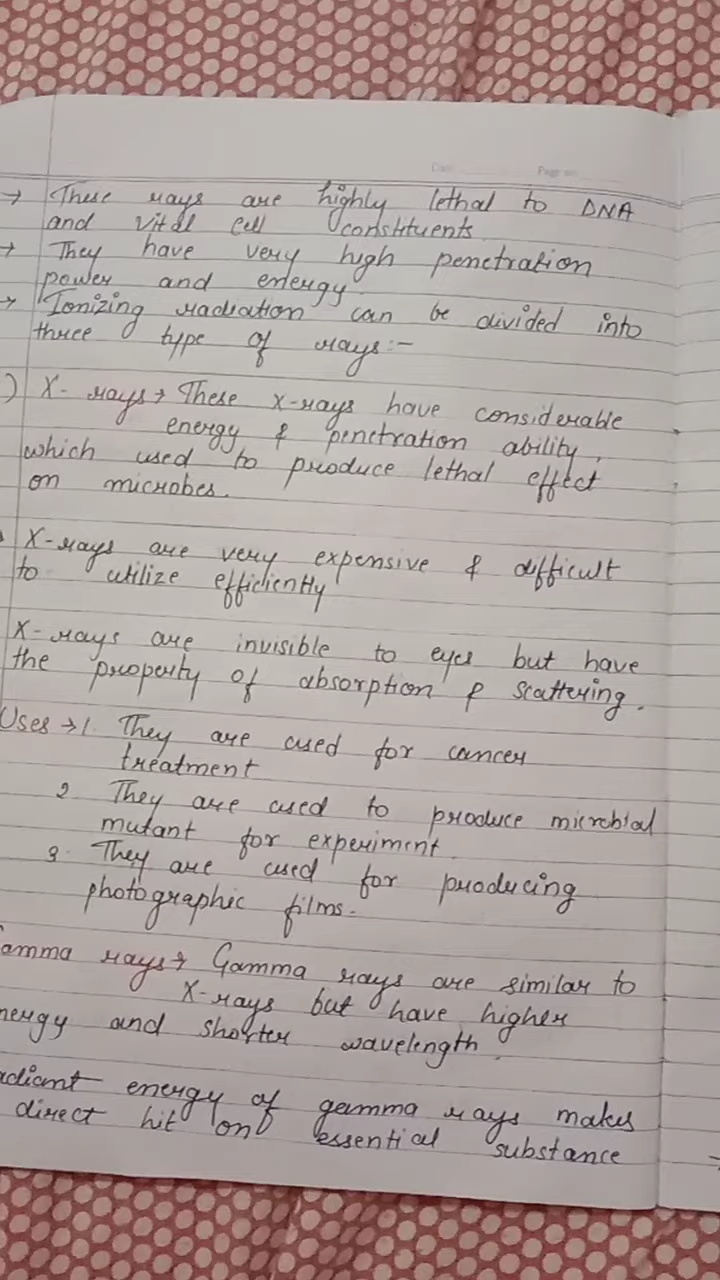 Page no.
→ These rays are highly lethal to DNA
and vital cell constituents
→ They have very high penetration
power and energy.
→ Ionizing radiation can be divided into
three type of rays:-
) X-rays → These x-rays have considerable
energy & penetration ability,
which used to produce lethal effect
on microbes.
X-rays are very expensive & difficult
to utilize efficiently
X-rays are invisible to eyes but have
the property of absorption & scattering.
Uses → 1. They are used for cancer
treatment
2 They are used to produce microbial
mutant for experiment.
3. They are used for producing
photographic films.
amma rays → Gamma rays are similar to
X-rays but have higher
nergy and shorter wavelength.
adiant energy of gamma rays makes
direct hit on essential substance